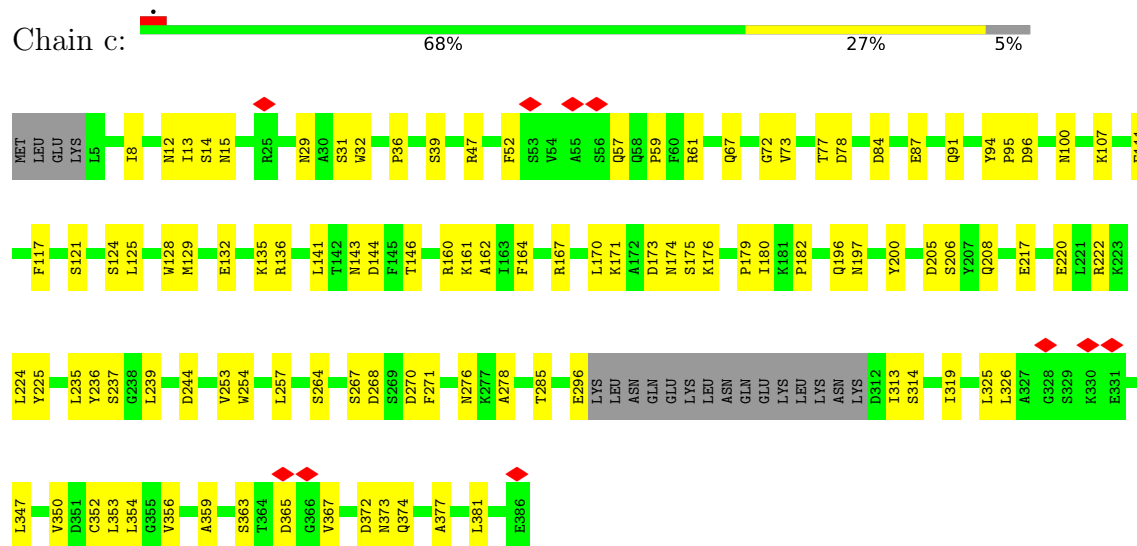 Chain c:
68% 27% 5%
MET LEU GLU LYS L5 I8 N12 I13 S14 N15 R25 N29 A30 S31 W32 P36 S39 R47 F52 S53 V54 A55 S56 Q57 Q58 P59 F60 R61 Q67 G72 V73 T77 D78 D84 E87 Q91 Y94 P95 D96 N100 K107
F117 S121 S124 L125 W128 M129 E132 K135 R136 L141 T142 N143 D144 F145 T146 R160 K161 A162 I163 F164 R167 L170 K171 A172 D173 N174 S175 K176 P179 I180 K181 P182 Q196 N197 Y200 D205 S206 Y207 Q208 E217 E220 L221 R222 K223
L224 Y225 L235 Y236 S237 G238 L239 D244 V253 W254 L257 S264 S267 D268 S269 D270 F271 N276 K277 A278 T285 E296 LYS LEU ASN GLN GLU LYS LEU ASN GLN GLU LYS LEU LYS ASN LYS D312 I313 S314 I319 L325 L326 A327 G328 S329 K330 E331
L347 V350 D351 C352 L353 L354 G355 V356 A359 S363 T364 D365 G366 V367 D372 N373 Q374 A377 L381 E386